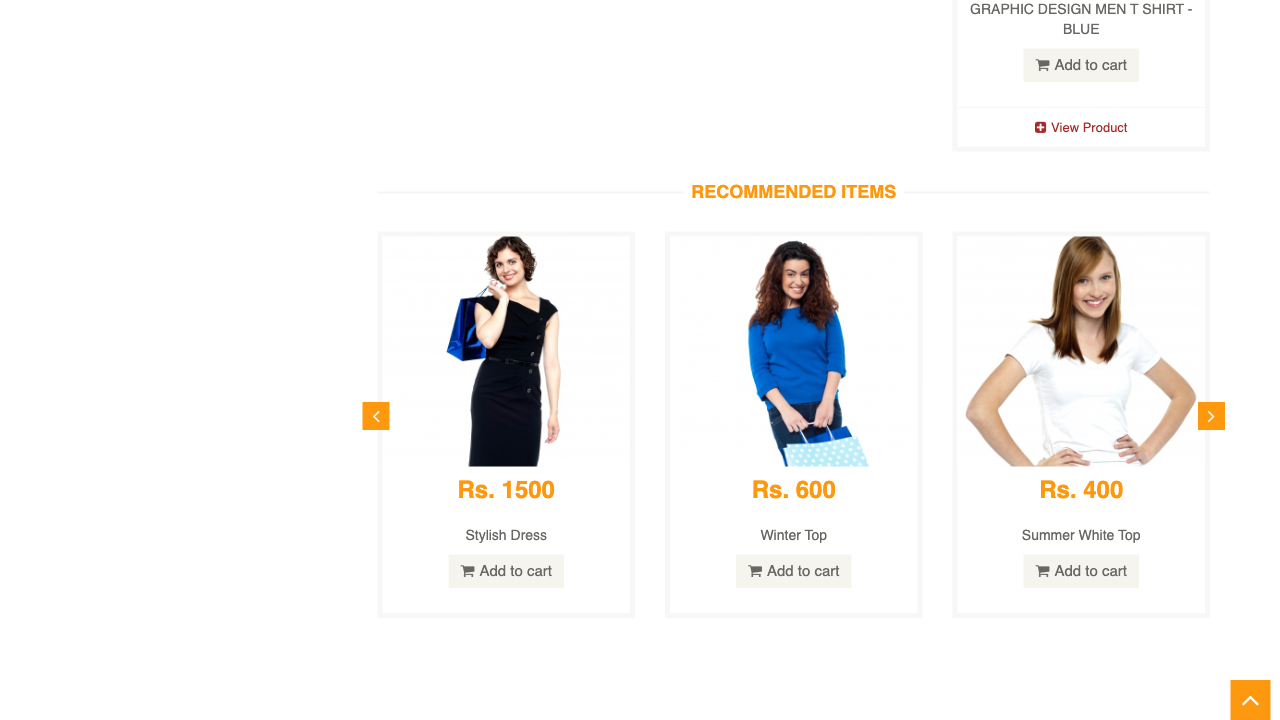 GRAPHIC DESIGN MEN T SHIRT -
BLUE
Add to cart
View Product
RECOMMENDED ITEMS
Rs. 1500
Stylish Dress
Add to cart
Rs. 600
Winter Top
Add to cart
Rs. 400
Summer White Top
Add to cart